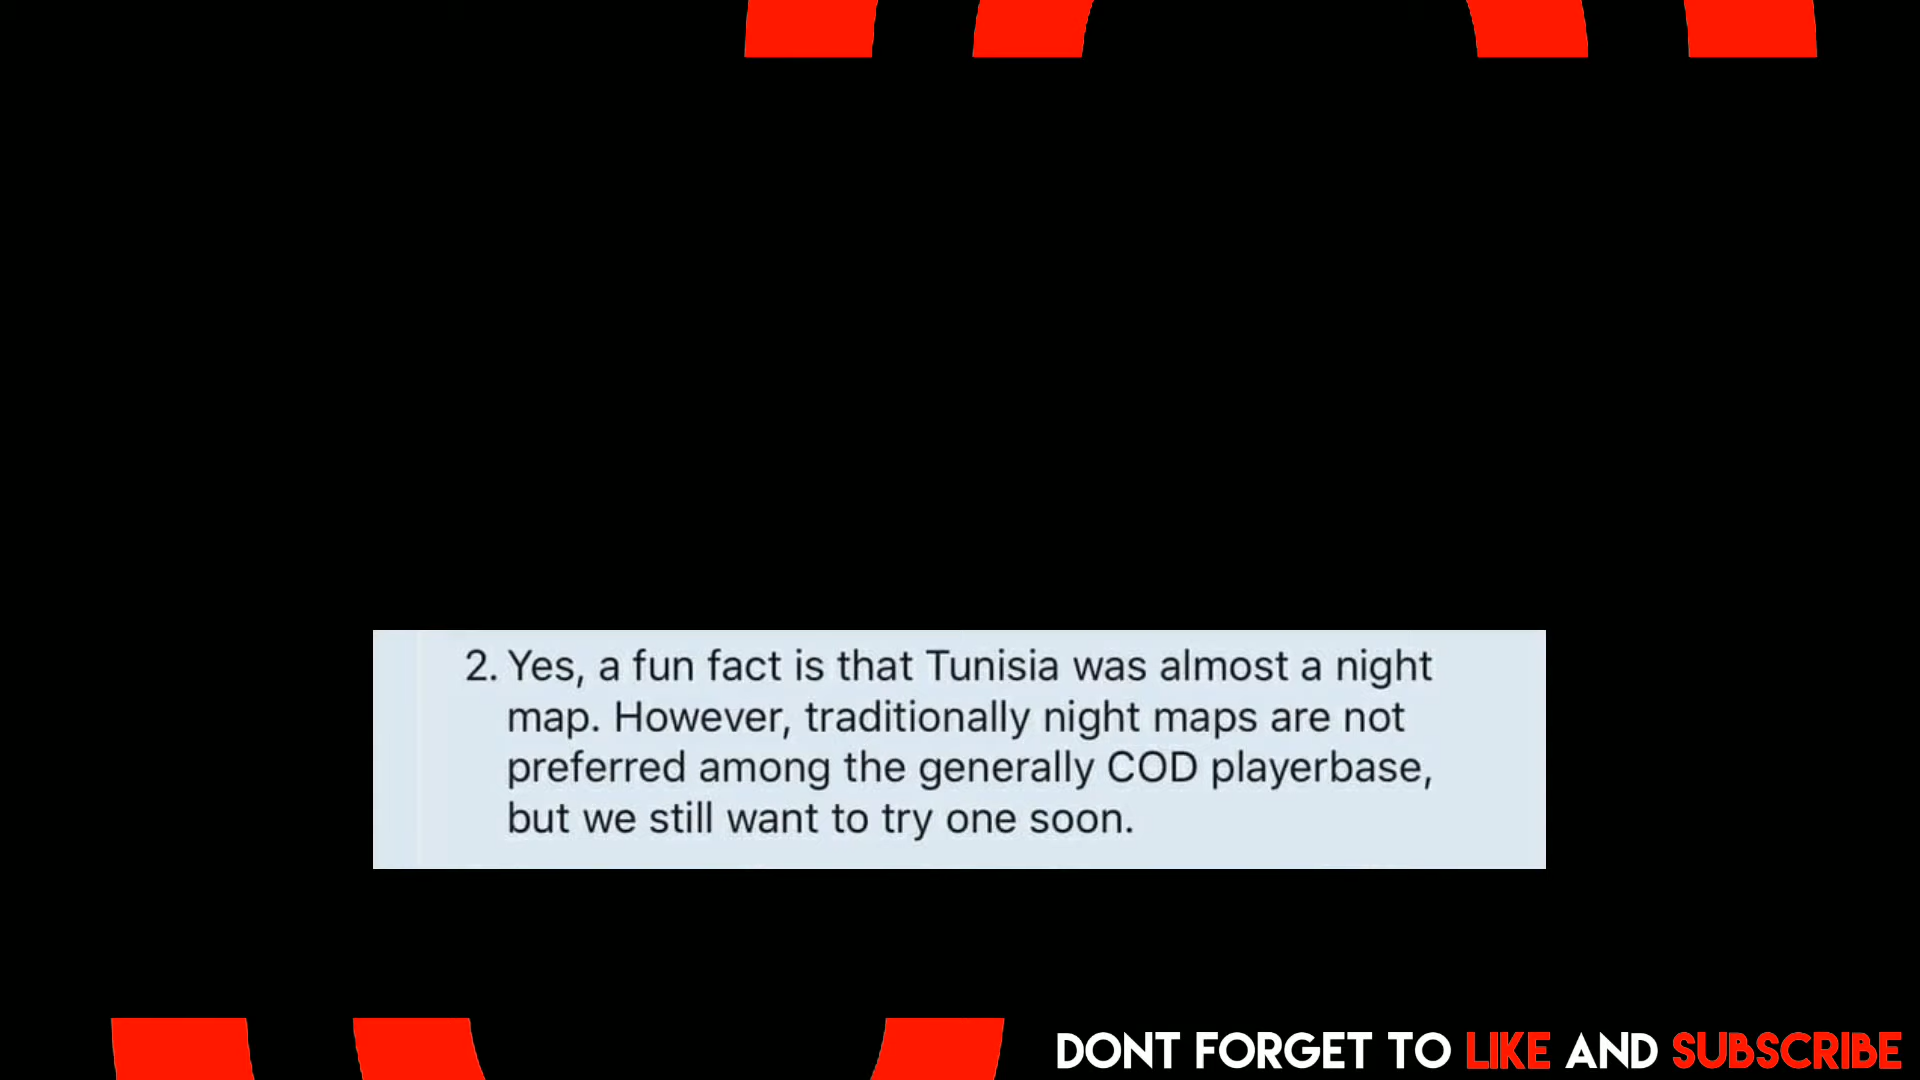 2. Yes, a fun fact is that Tunisia was almost a night
map. However, traditionally night maps are not
preferred among the generally COD playerbase,
but we still want to try one soon.
DONT FORGET TO LIKE AND SUBSCRIBE